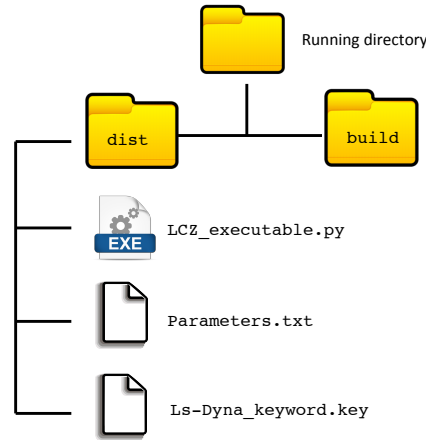 Running directory
dist
build
EXE
LCZ_executable.py
Parameters.txt
Ls-Dyna_keyword.key